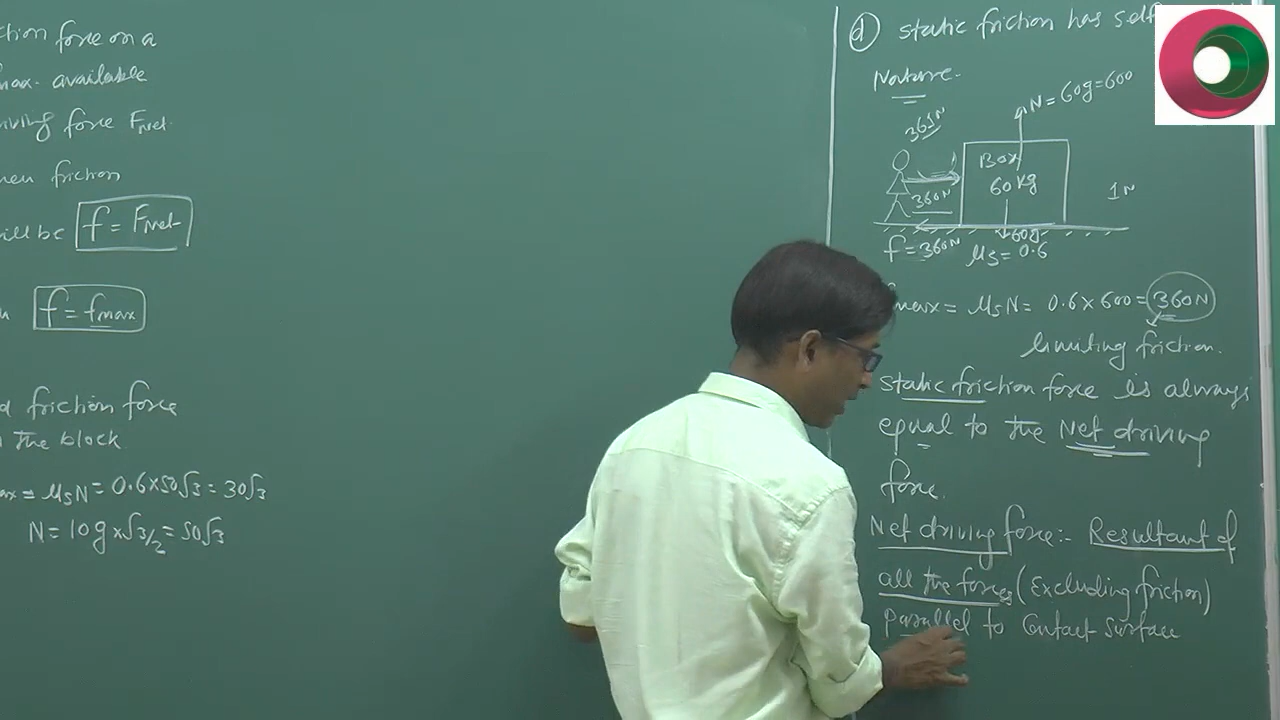 ction force on a
max. available
riving force Fnet.
hen friction
will be f = Fnet
f = fmax
d friction force
the block
ax = μsN = 0.6×50√3 = 30√3
N = 10g×√3/2 = 50√3
d static friction has self
Nature.
N = 60g = 600
361N
Box
60 kg
360N
1N
60g
f = 360N μs = 0.6
max = μsN = 0.6×600 = 360N
limiting friction.
static friction force is always
equal to the Net driving
force.
Net driving force:- Resultant of
all the forces (Excluding friction)
parallel to Contact Surface